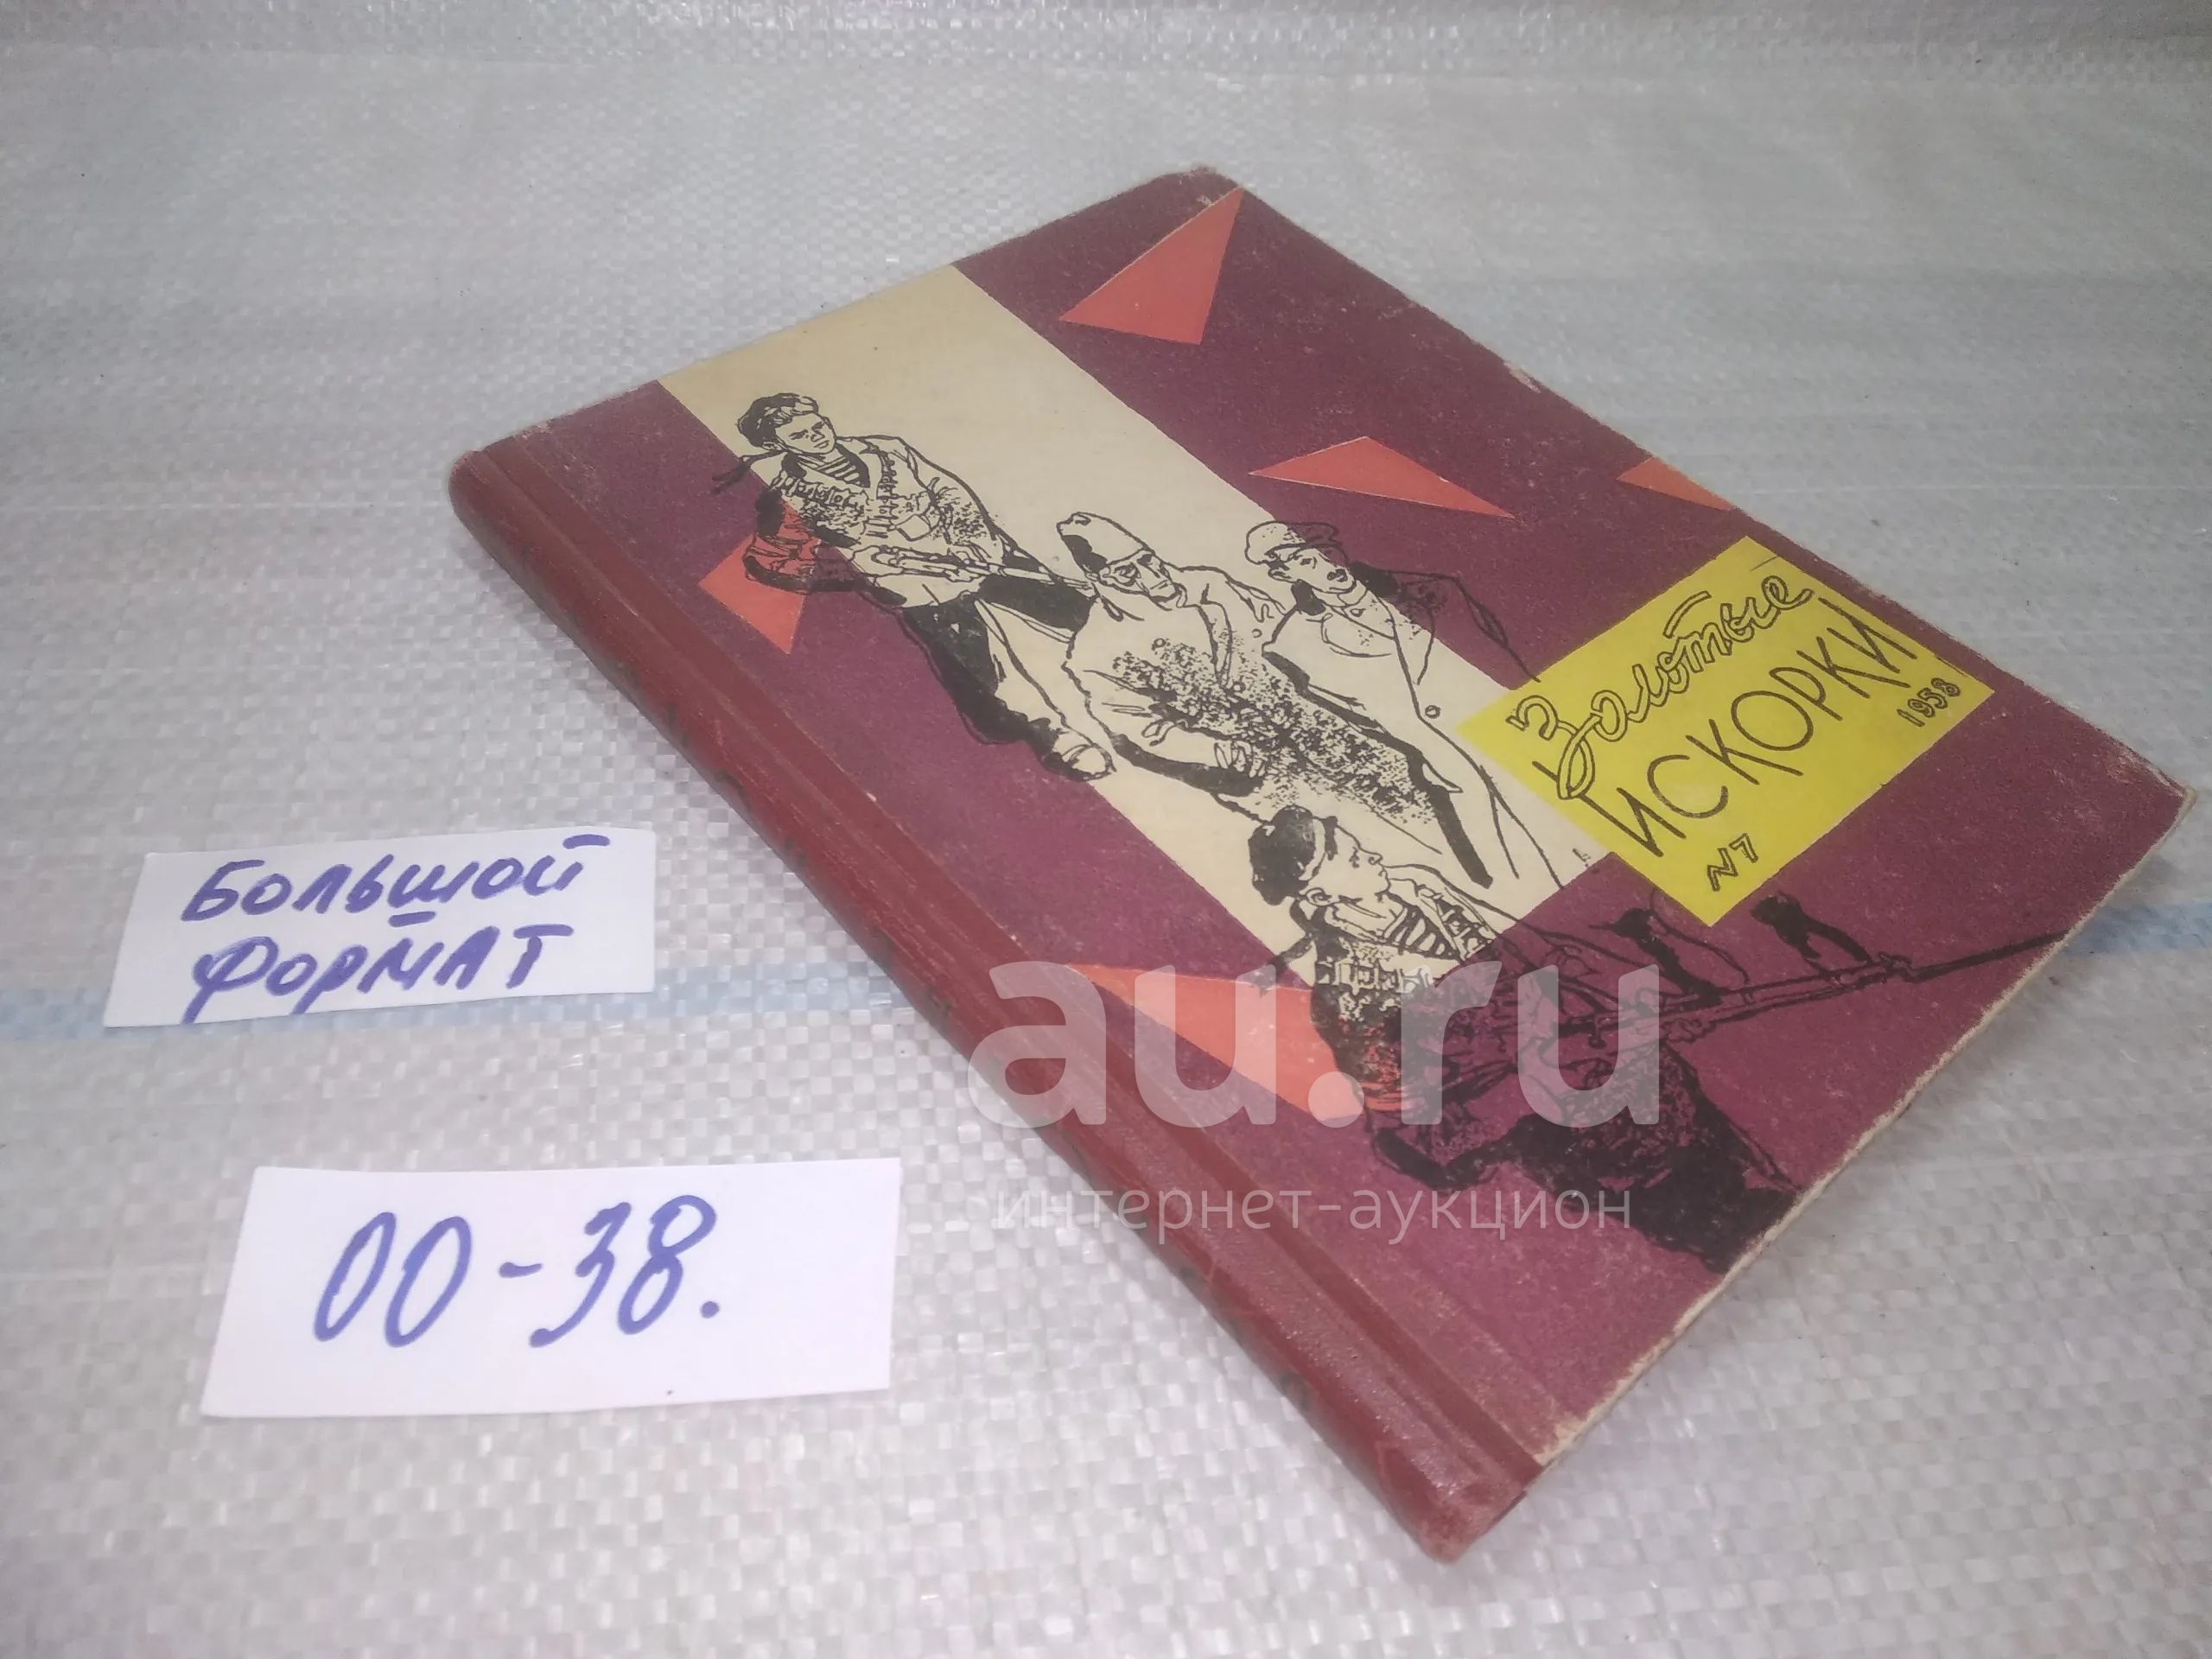 Золотые
ИСКОРКИ
1958
№7
БОЛЬШОЙ
ФОРМАТ
00-38.
au.ru
интернет-аукцион